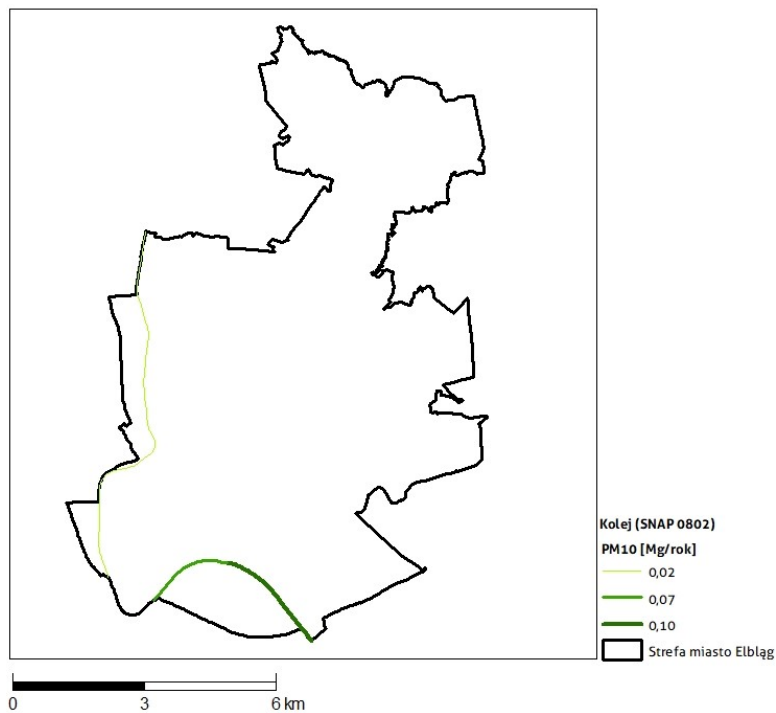 Kolej (SNAP 0802)
PM10 [Mg/rok]
0,02
0,07
0,10
Strefa miasto Elbląg
0 3 6 km